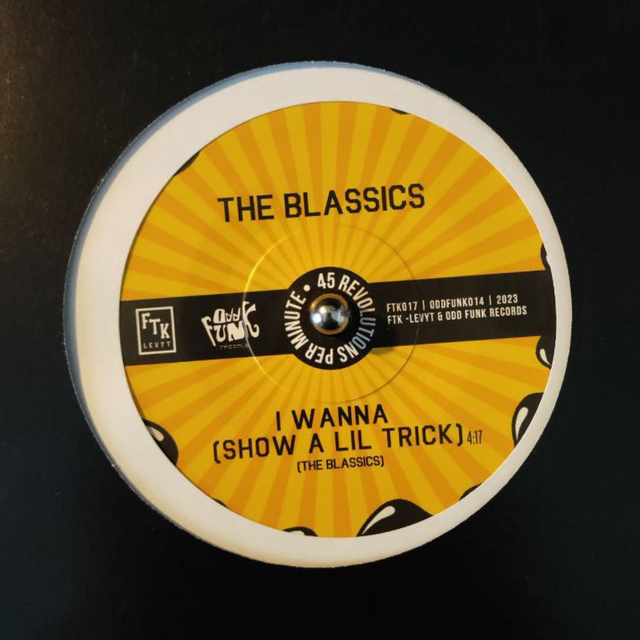 THE BLASSICS
FTK
LEVYT
Odd
FUNK
records
45 REVOLUTIONS PER MINUTE •
FTK017 | ODDFUNK014 | 2023
FTK -LEVYT & ODD FUNK RECORDS
I WANNA
(SHOW A LIL TRICK) 4:17
(THE BLASSICS)